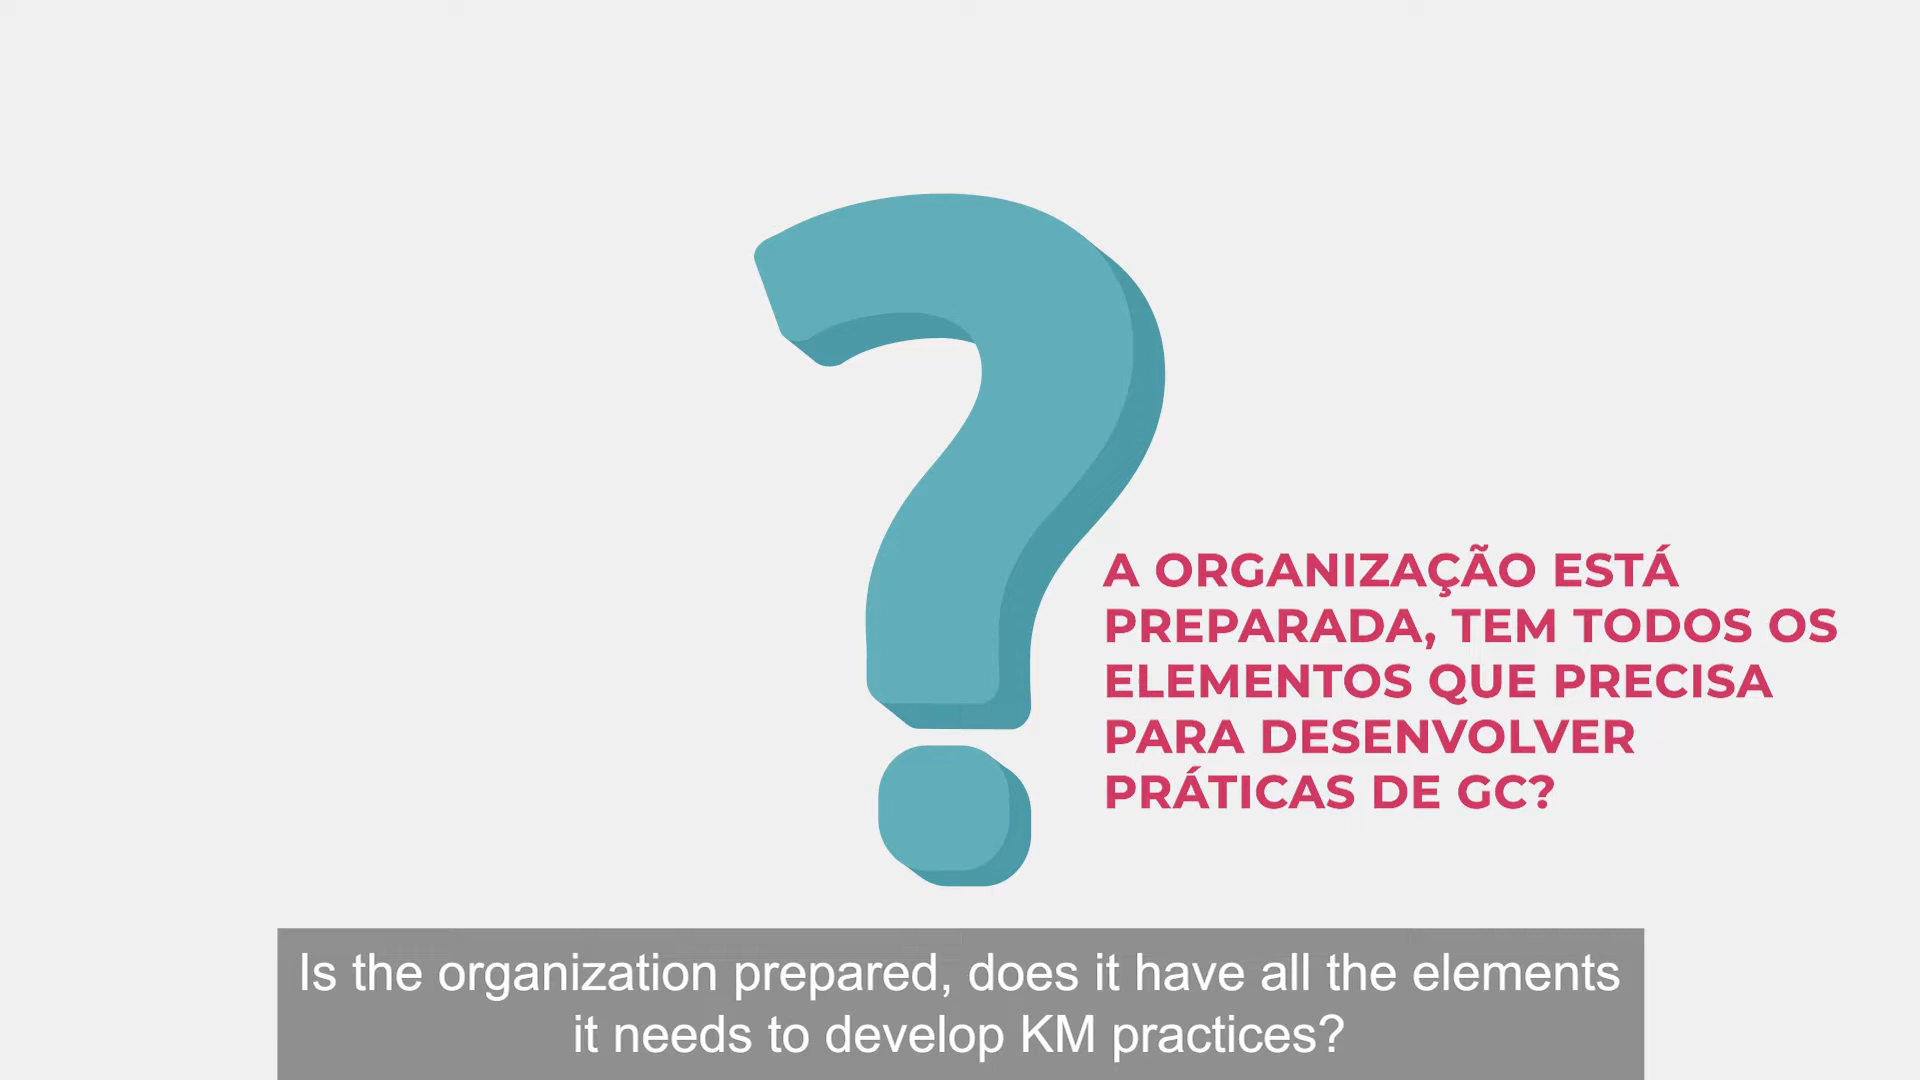 A ORGANIZAÇÃO ESTÁ
PREPARADA, TEM TODOS OS
ELEMENTOS QUE PRECISA
PARA DESENVOLVER
PRÁTICAS DE GC?
Is the organization prepared, does it have all the elements
it needs to develop KM practices?